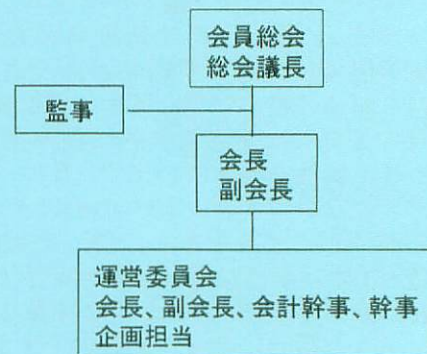 会員総会
総会議長
監事
会長
副会長
運営委員会
会長、副会長、会計幹事、幹事
企画担当